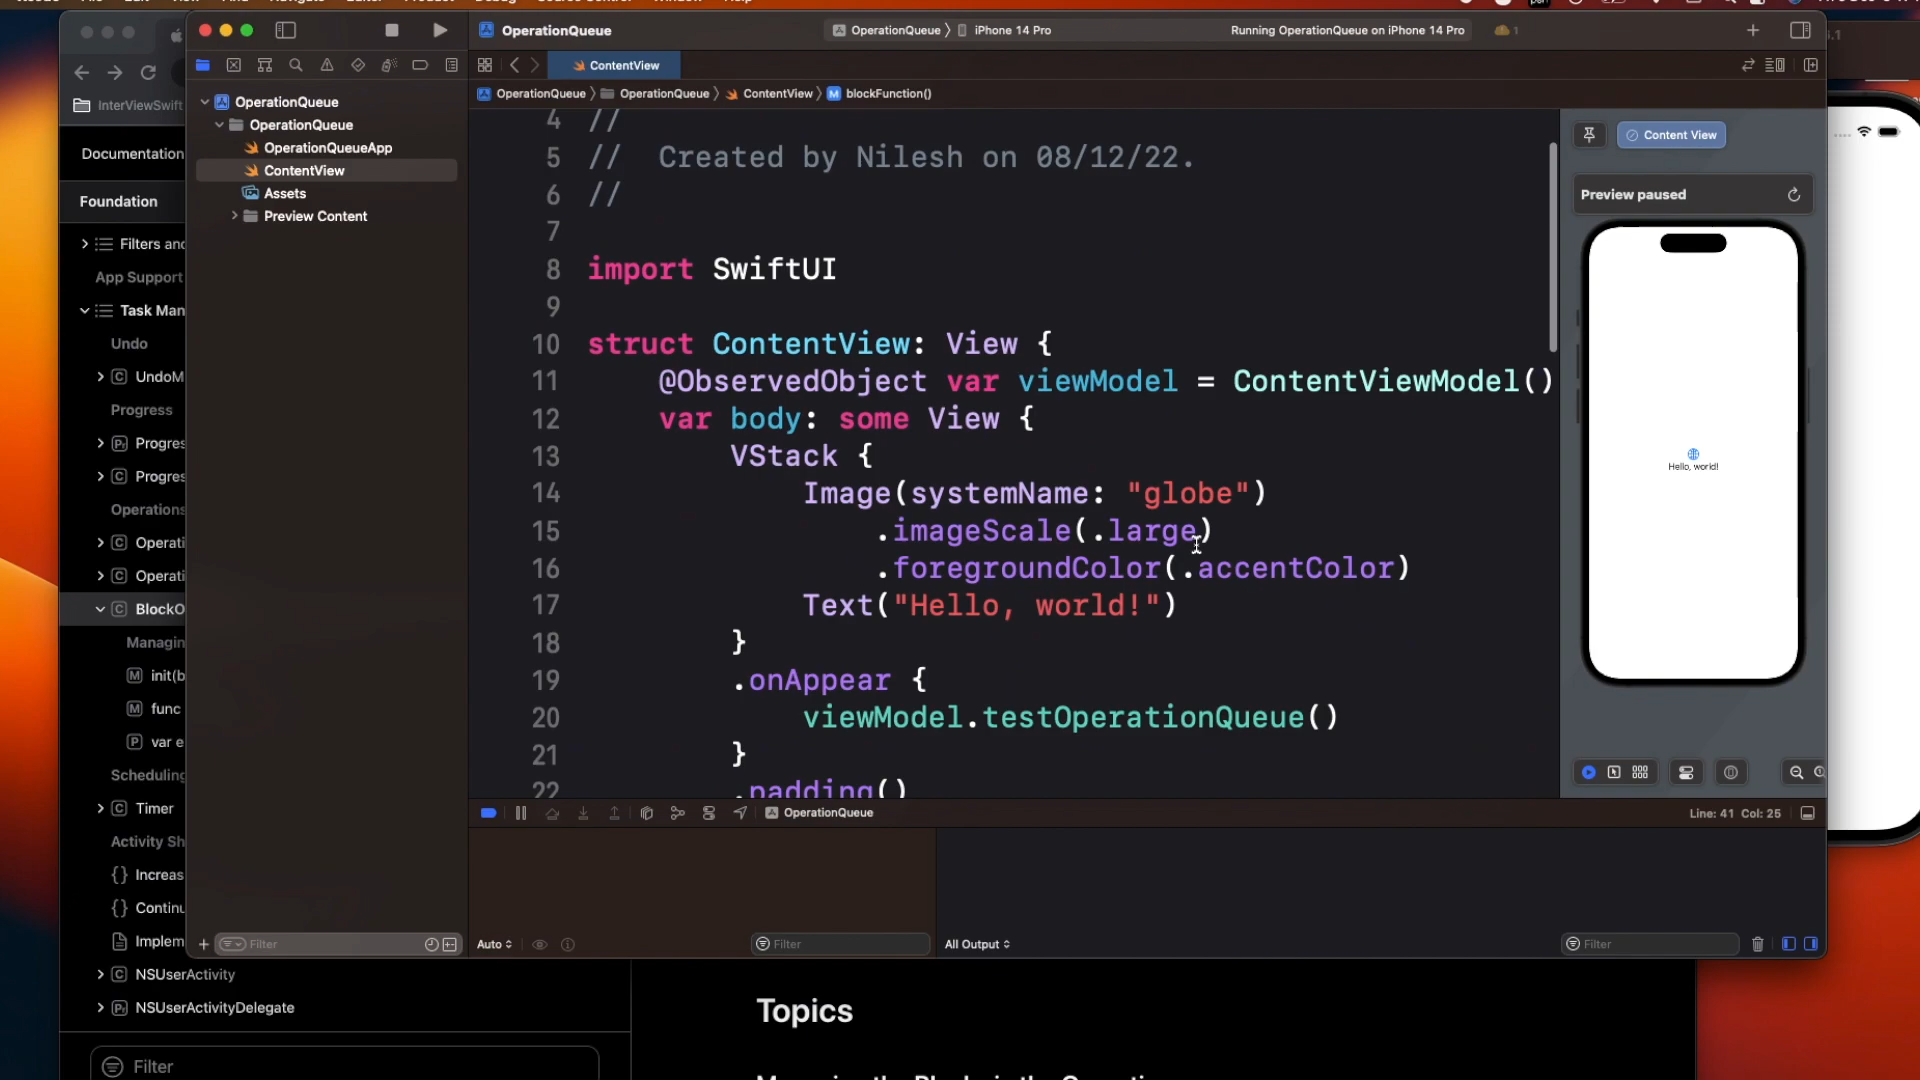 OperationQueue
OperationQueue
iPhone 14 Pro
Running OperationQueue on iPhone 14 Pro
1
ContentView
OperationQueue
OperationQueue
ContentView
blockFunction()
OperationQueue
OperationQueue
OperationQueueApp
ContentView
Assets
Preview Content
Filter
4 //
5 //  Created by Nilesh on 08/12/22.
6 //
7
8 import SwiftUI
9
10 struct ContentView: View {
11 @ObservedObject var viewModel = ContentViewModel()
12 var body: some View {
13 VStack {
14 Image(systemName: "globe")
15 .imageScale(.large)
16 .foregroundColor(.accentColor)
17 Text("Hello, world!")
18 }
19 .onAppear {
20 viewModel.testOperationQueue()
21 }
22 .padding()
Content View
Preview paused
Hello, world!
OperationQueue
Line: 41 Col: 25
Auto
Filter
All Output
Filter
InterViewSwift
Documentation
Foundation
Filters and
App Support
Task Man
Undo
UndoM
Progress
Progres
Progres
Operations
Operati
Operati
BlockO
Managin
init(b
func
var e
Scheduling
Timer
Activity Sh
Increas
Continu
Implem
NSUserActivity
NSUserActivityDelegate
Filter
Topics